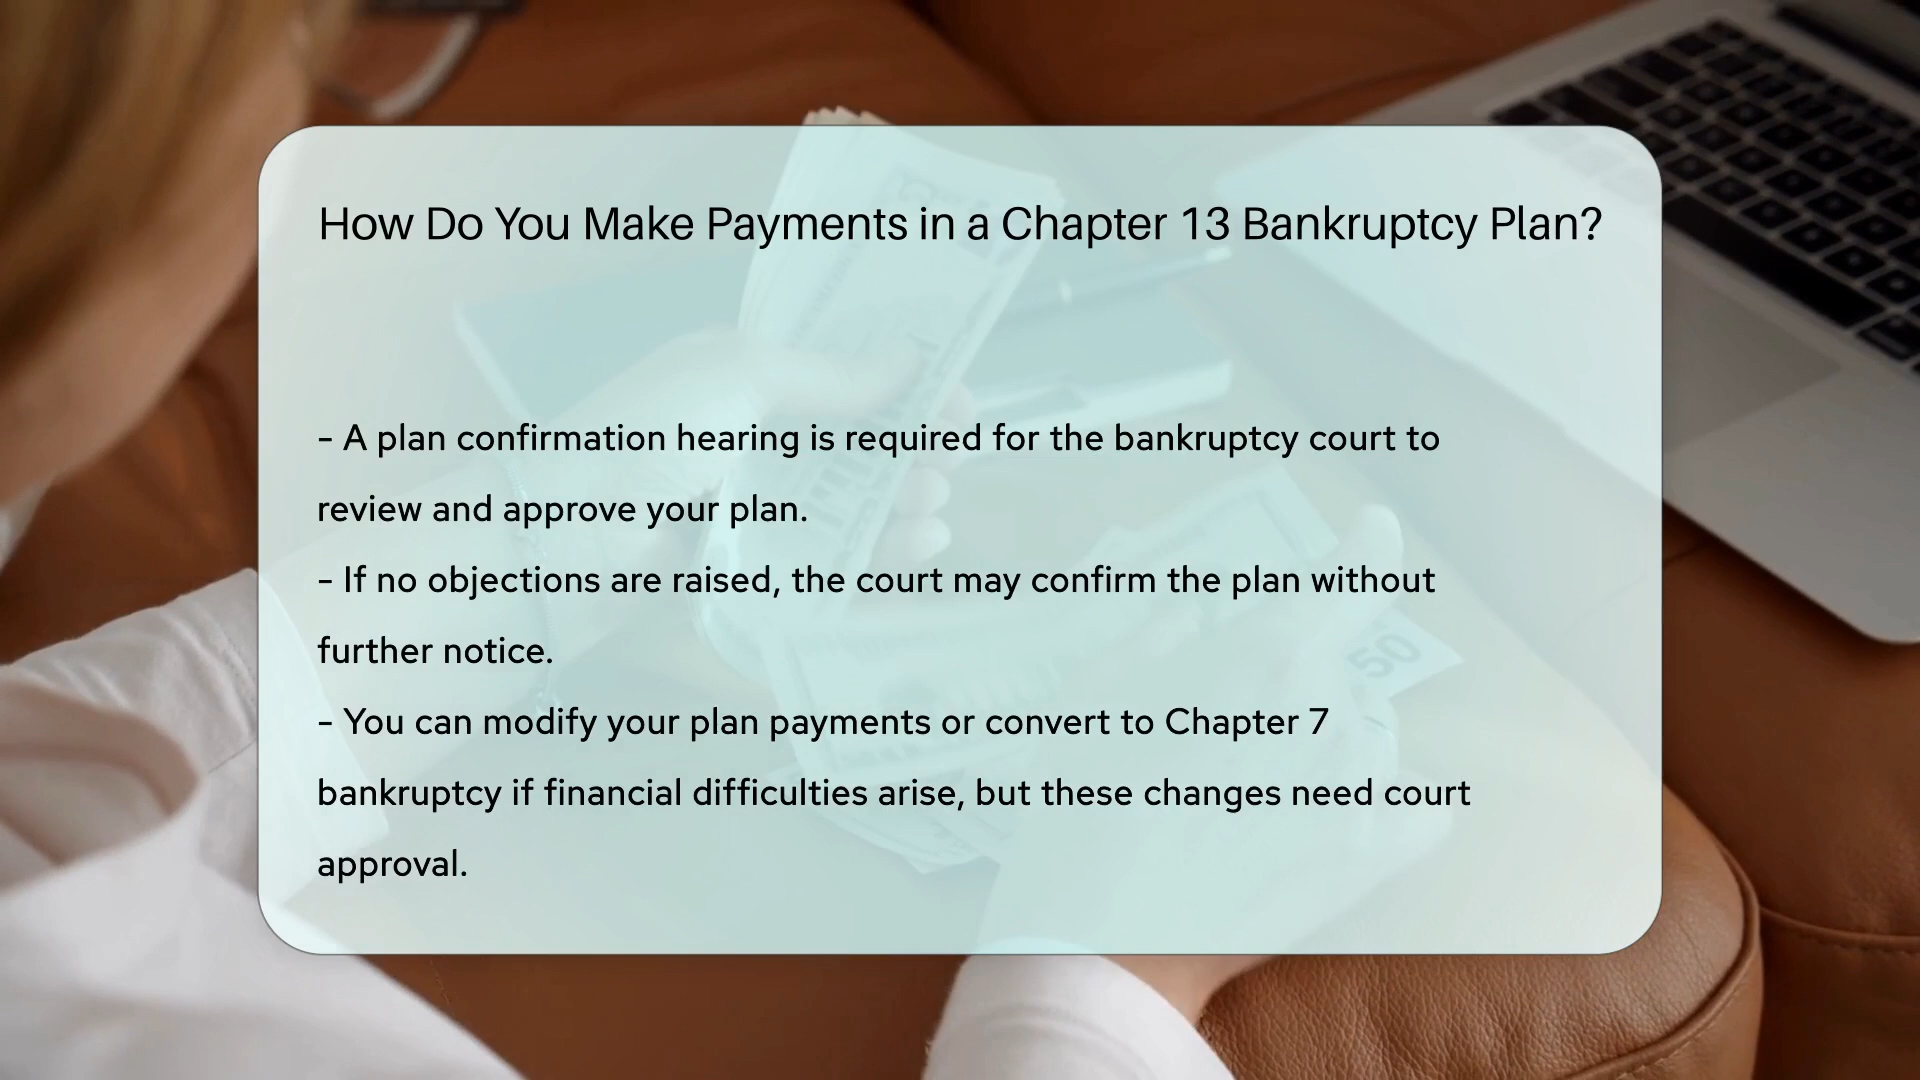 How Do You Make Payments in a Chapter 13 Bankruptcy Plan?
– A plan confirmation hearing is required for the bankruptcy court to
review and approve your plan.
– If no objections are raised, the court may confirm the plan without
further notice.
– You can modify your plan payments or convert to Chapter 7
bankruptcy if financial difficulties arise, but these changes need court
approval.
50